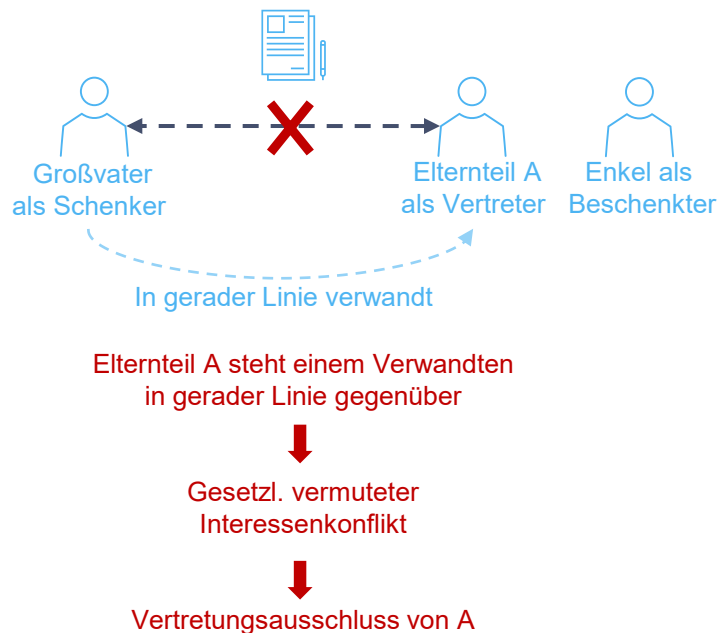 Großvater
als Schenker
Elternteil A
als Vertreter
Enkel als
Beschenkter
In gerader Linie verwandt
Elternteil A steht einem Verwandten
in gerader Linie gegenüber
Gesetzl. vermuteter
Interessenkonflikt
Vertretungsausschluss von A